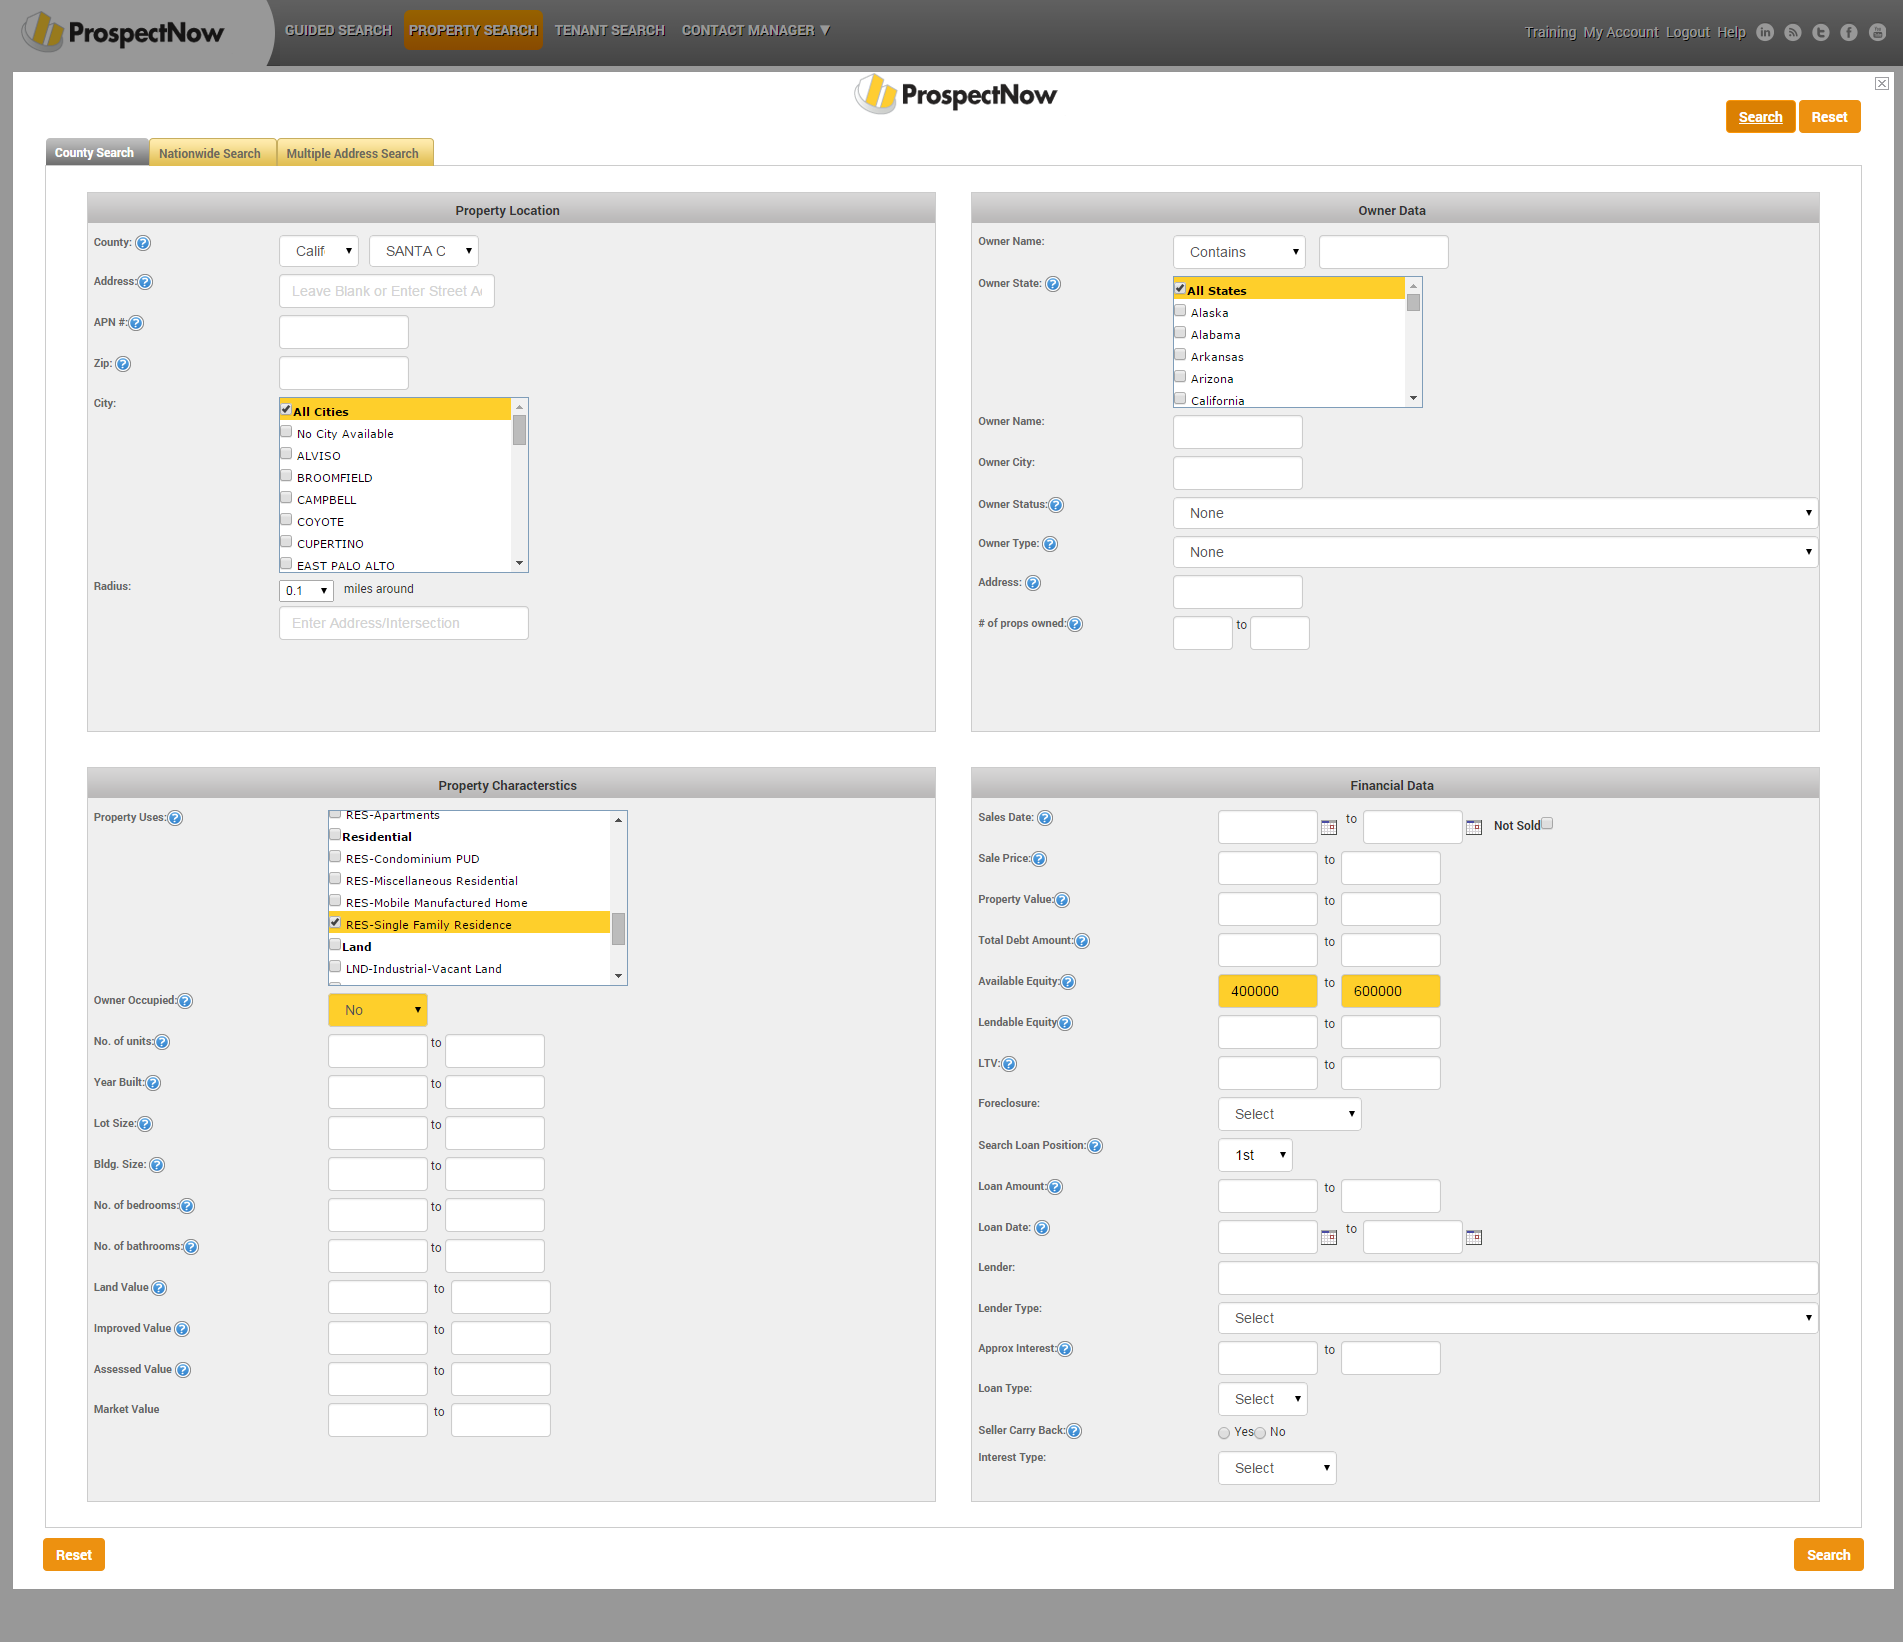 ProspectNow
GUIDED SEARCH PROPERTY SEARCH TENANT SEARCH CONTACT MANAGER ▼
Training My Account Logout Help
ProspectNow
Search Reset
County Search Nationwide Search Multiple Address Search
Property Location
County:
Calif SANTA C
Address:
Leave Blank or Enter Street A
APN #:
Zip:
City:
All Cities
No City Available
ALVISO
BROOMFIELD
CAMPBELL
COYOTE
CUPERTINO
EAST PALO ALTO
Radius:
0.1 miles around
Enter Address/Intersection
Owner Data
Owner Name:
Contains
Owner State:
All States
Alaska
Alabama
Arkansas
Arizona
California
Owner Name:
Owner City:
Owner Status:
None
Owner Type:
None
Address:
# of props owned:
to
Property Characterstics
Property Uses:
RES-Apartments
Residential
RES-Condominium PUD
RES-Miscellaneous Residential
RES-Mobile Manufactured Home
RES-Single Family Residence
Land
LND-Industrial-Vacant Land
Owner Occupied:
No
No. of units: to
Year Built: to
Lot Size: to
Bldg. Size: to
No. of bedrooms: to
No. of bathrooms: to
Land Value to
Improved Value to
Assessed Value to
Market Value to
Financial Data
Sales Date: to Not Sold
Sale Price: to
Property Value: to
Total Debt Amount: to
Available Equity: 400000 to 600000
Lendable Equity to
LTV: to
Foreclosure: Select
Search Loan Position: 1st
Loan Amount: to
Loan Date: to
Lender:
Lender Type: Select
Approx Interest: to
Loan Type: Select
Seller Carry Back: Yes No
Interest Type: Select
Reset Search